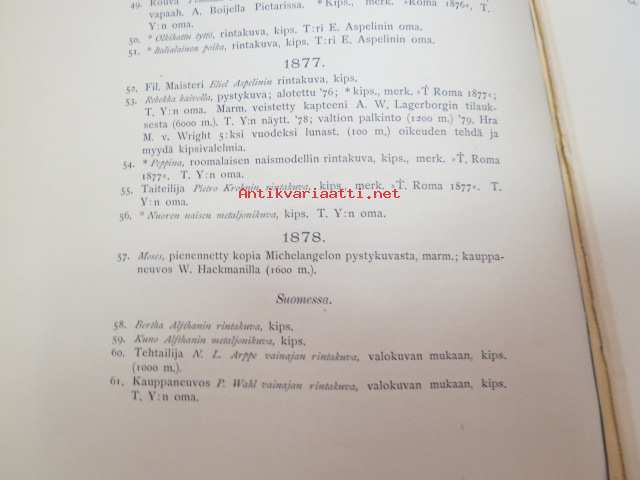 49. Rouva
vapaah. A. Boijella Pietarissa. * Kips., merk. »Roma 1876«, T.
Y:n oma.
50. * Olkihattu tyttö, rintakuva, kips. T:ri E. Aspelinin oma.
51. * Italialainen poika, rintakuva, kips. T:ri E. Aspelinin oma.
1877.
52. Fil. Maisteri Eliel Aspelinin rintakuva, kips.
53. Rebekka kaivolla, pystykuva; alotettu '76; * kips., merk. »T Roma 1877«;
T. Y:n oma. Marm. veistetty kapteeni A. W. Lagerborgin tilauk-
sesta (6000 m.). T. Y:n näytt. '78; valtion palkinto (1200 m.) '79. Hra
M. v. Wright 5:ksi vuodeksi lunast. (100 m,) oikeuden tehdä ja
myydä kipsivalelmia.
54. * Peppina, roomalaisen naismodellin rintakuva, kips., merk. »T, Roma
1877«. T. Y:n oma.
55. Taiteilija Pietro Krohnin rintakuva, kips., merk. »T. Roma 1877«. T.
Y:n oma.
Antikvariaatti.net
56. * Nuoren naisen metaljonikuva, kips. T. Y:n oma.
1878.
57. Moses, pienennetty kopia Michelangelon pystykuvasta, marm.; kauppa-
neuvos W. Hackmanilla (1600 m.).
Suomessa.
58. Bertha Alfthanin rintakuva, kips.
59. Kuno Alfthanin metaljonikuva, kips.
60. Tehtailija N. L. Arppe vainajan rintakuva, valokuvan mukaan, kips.
(1000 m.).
61. Kauppaneuvos P. Wahl vainajan rintakuva, valokuvan mukaan, kips.
T. Y:n oma.